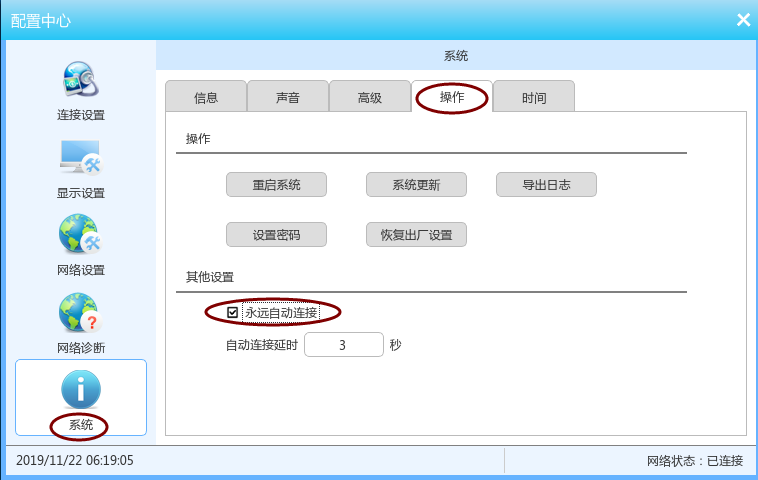 配置中心
系统
连接设置
显示设置
网络设置
网络诊断
系统
信息 声音 高级 操作 时间
操作
重启系统 系统更新 导出日志
设置密码 恢复出厂设置
其他设置
永远自动连接
自动连接延时 3 秒
2019/11/22 06:19:05 网络状态：已连接